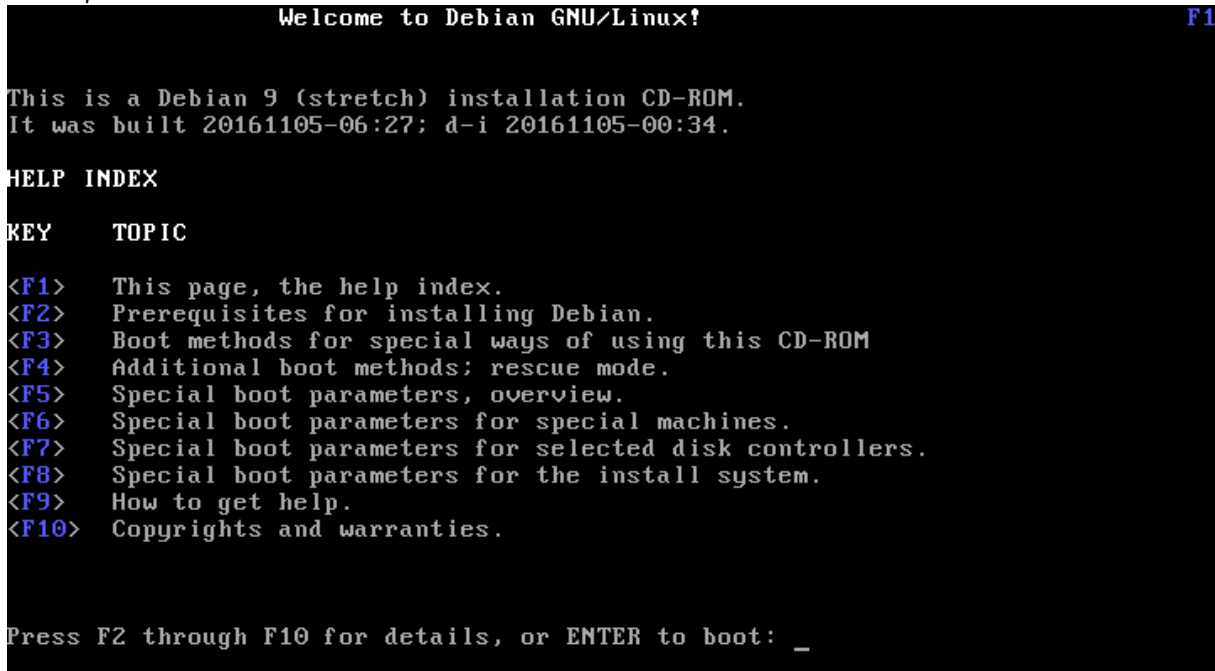 Welcome to Debian GNU/Linux! F1
This is a Debian 9 (stretch) installation CD-ROM.
It was built 20161105-06:27; d-i 20161105-00:34.
HELP INDEX
KEY TOPIC
<F1> This page, the help index.
<F2> Prerequisites for installing Debian.
<F3> Boot methods for special ways of using this CD-ROM
<F4> Additional boot methods; rescue mode.
<F5> Special boot parameters, overview.
<F6> Special boot parameters for special machines.
<F7> Special boot parameters for selected disk controllers.
<F8> Special boot parameters for the install system.
<F9> How to get help.
<F10> Copyrights and warranties.
Press F2 through F10 for details, or ENTER to boot: _